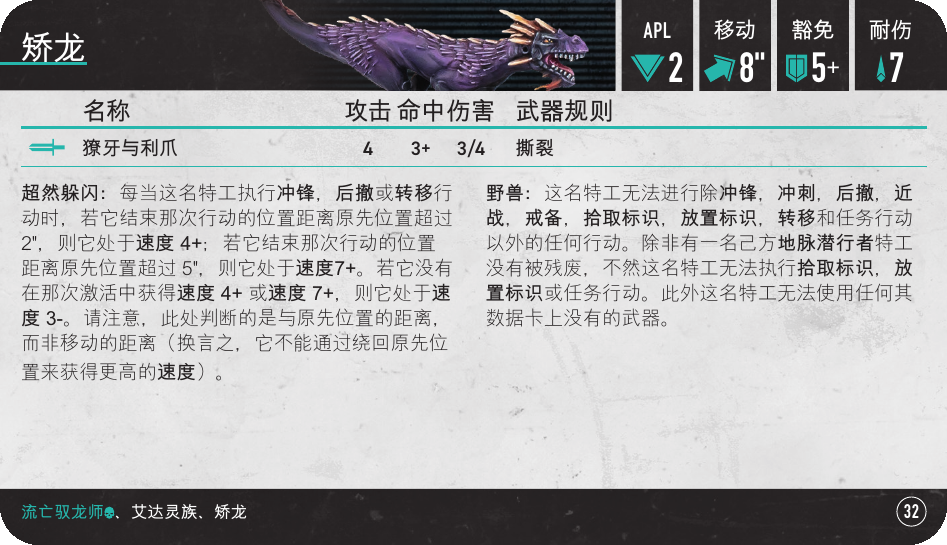 矫龙
APL 移动 豁免 耐伤
2 8" 5+ 7
名称 攻击 命中 伤害 武器规则
獠牙与利爪 4 3+ 3/4 撕裂
超然躲闪：每当这名特工执行冲锋，后撤或转移行
动时，若它结束那次行动的位置距离原先位置超过
2"，则它处于速度 4+；若它结束那次行动的位置
距离原先位置超过 5"，则它处于速度7+。若它没有
在那次激活中获得速度 4+ 或速度 7+，则它处于速
度 3-。请注意，此处判断的是与原先位置的距离，
而非移动的距离（换言之，它不能通过绕回原先位
置来获得更高的速度）。
野兽：这名特工无法进行除冲锋，冲刺，后撤，近
战，戒备，拾取标识，放置标识，转移和任务行动
以外的任何行动。除非有一名己方地脉潜行者特工
没有被残废，不然这名特工无法执行拾取标识，放
置标识或任务行动。此外这名特工无法使用任何其
数据卡上没有的武器。
流亡驭龙师、艾达灵族、矫龙
32